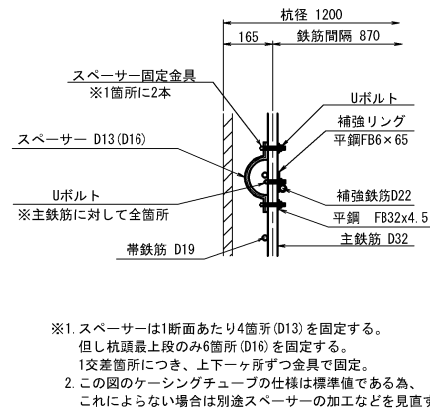 杭径 1200
165
鉄筋間隔 870
スペーサー固定金具
※1箇所に2本
Uボルト
補強リング
平鋼FB6×65
スペーサー D13(D16)
Uボルト
※主鉄筋に対して全箇所
補強鉄筋D22
平鋼 FB32x4.5
帯鉄筋 D19
主鉄筋 D32
※1. スペーサーは1断面あたり4箇所(D13)を固定する。
但し杭頭最上段のみ6箇所(D16)を固定する。
1交差箇所につき、上下一ヶ所ずつ金具で固定。
2. この図のケーシングチューブの仕様は標準値である為、
これによらない場合は別途スペーサーの加工などを見直す